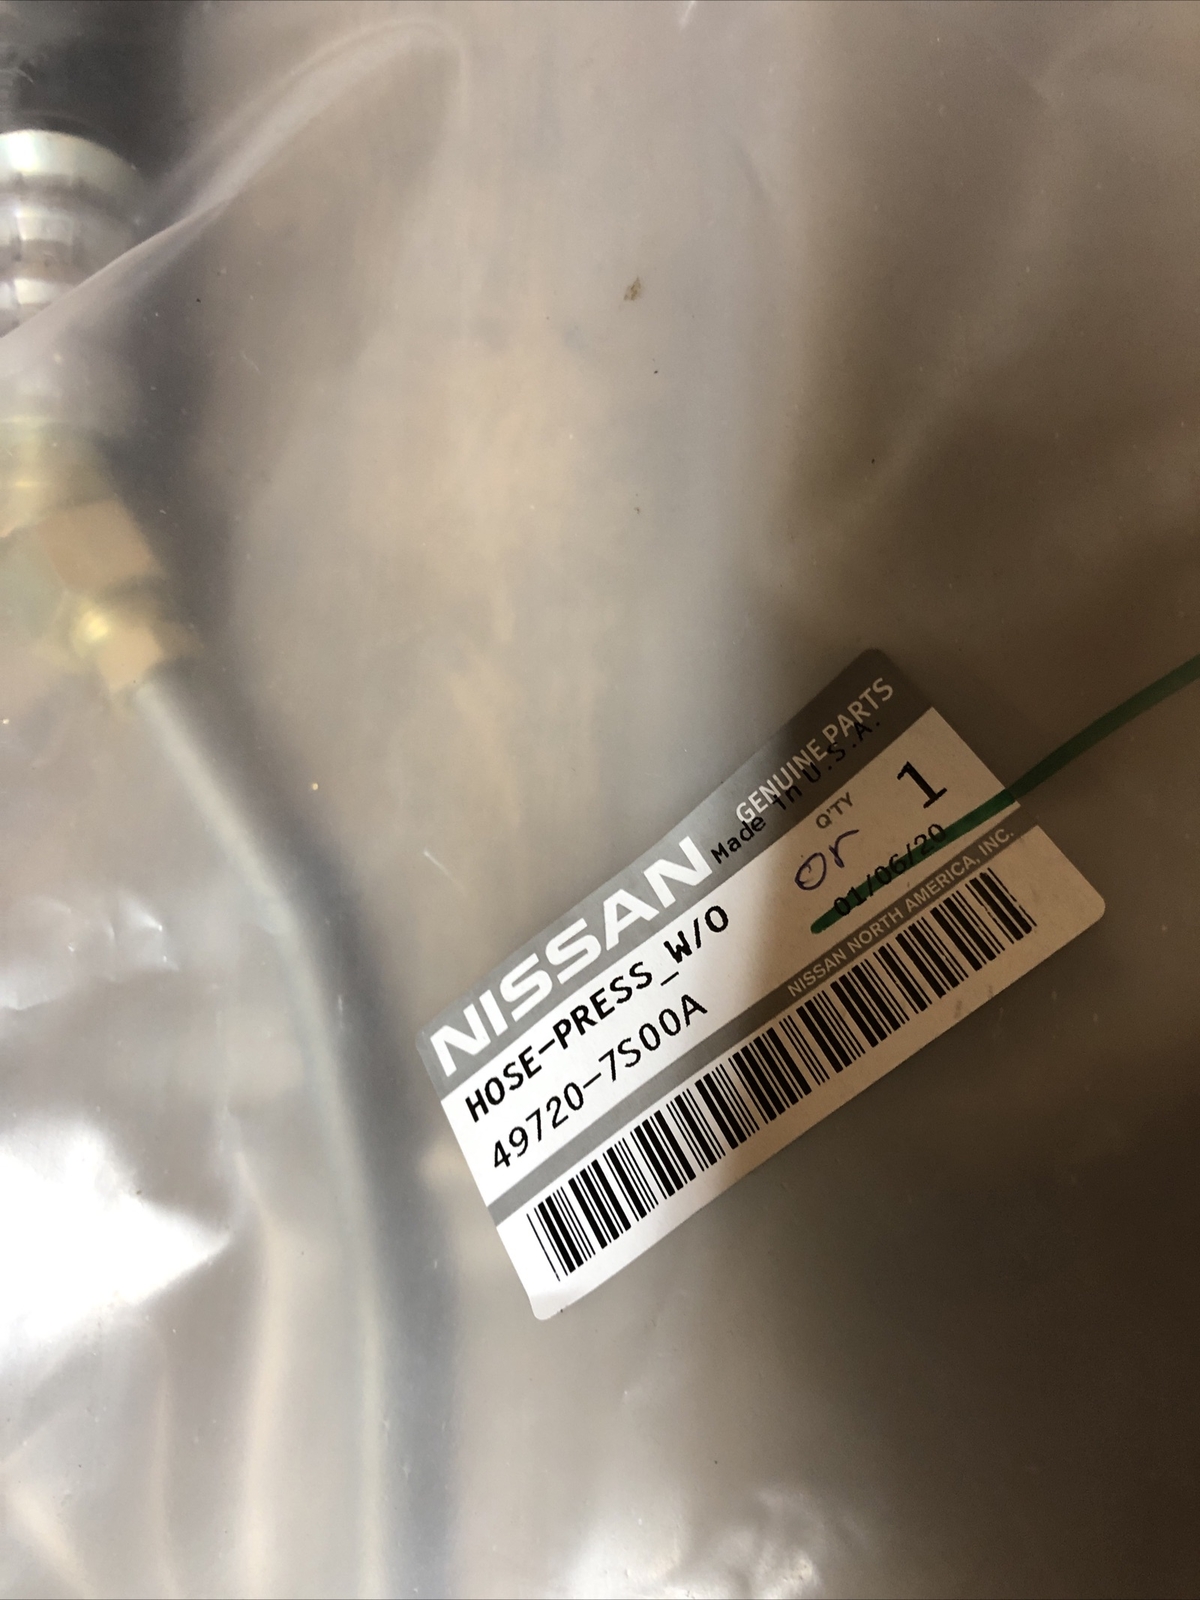 NISSAN GENUINE PARTS
Made in U.S.A.
HOSE-PRESS_W/O
Q'TY 1
49720-7S00A
or
01/06/20
NISSAN NORTH AMERICA, INC.